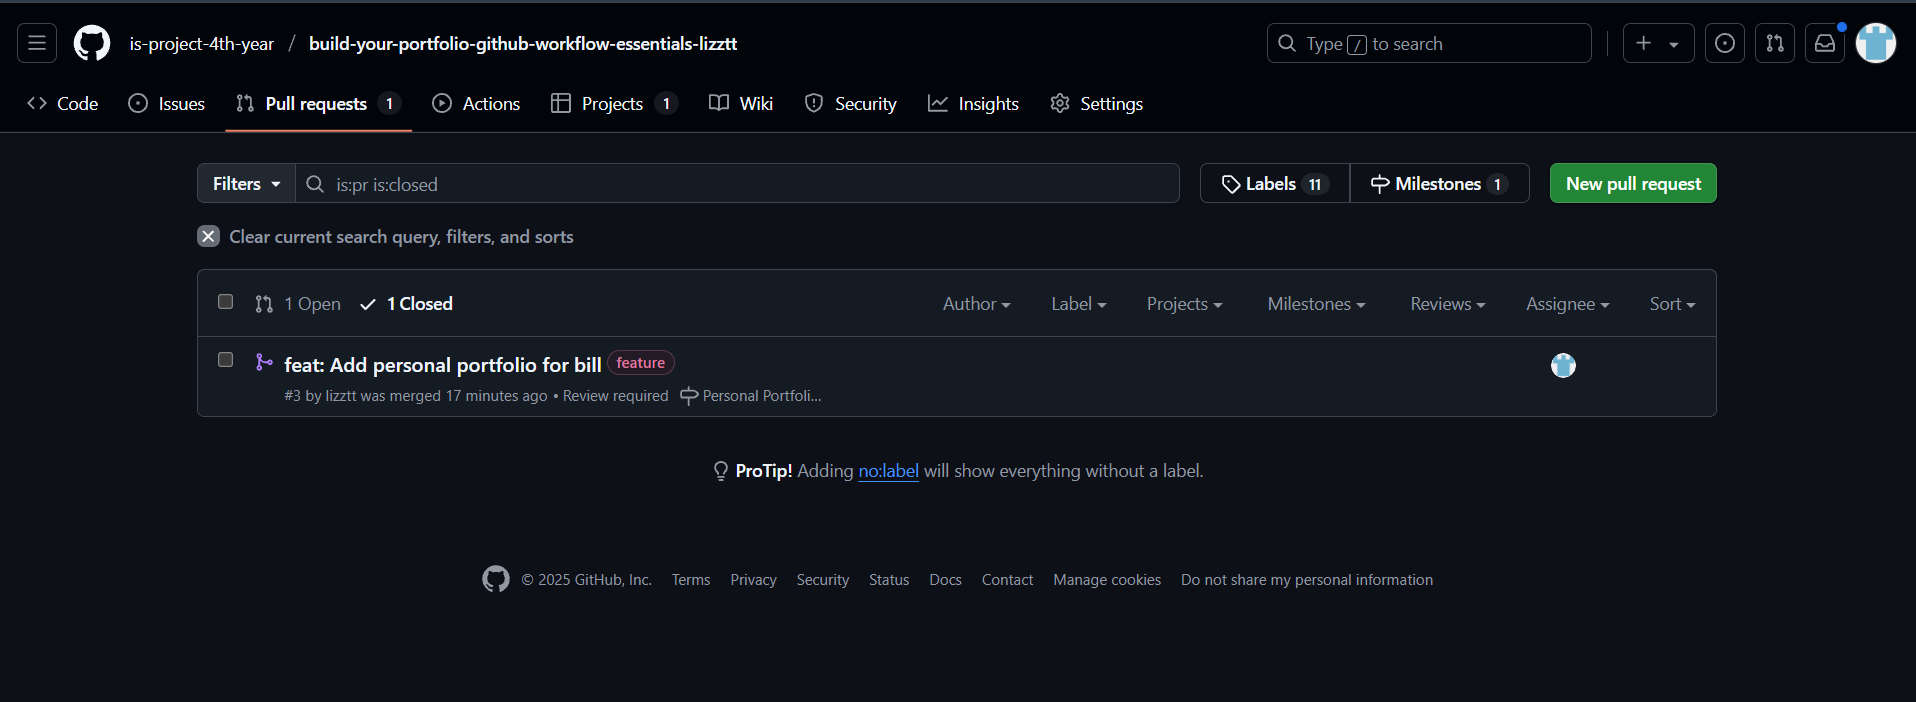 is-project-4th-year / build-your-portfolio-github-workflow-essentials-lizztt Type / to search
Code Issues Pull requests 1 Actions Projects 1 Wiki Security Insights Settings
Filters is:pr is:closed Labels 11 Milestones 1 New pull request
Clear current search query, filters, and sorts
1 Open 1 Closed Author Label Projects Milestones Reviews Assignee Sort
feat: Add personal portfolio for bill feature
#3 by lizztt was merged 17 minutes ago • Review required Personal Portfoli...
ProTip! Adding no:label will show everything without a label.
© 2025 GitHub, Inc. Terms Privacy Security Status Docs Contact Manage cookies Do not share my personal information